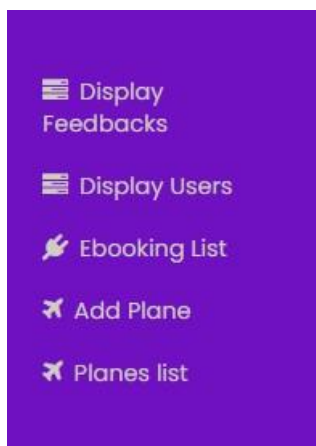 Display
Feedbacks
Display Users
Ebooking List
Add Plane
Planes list